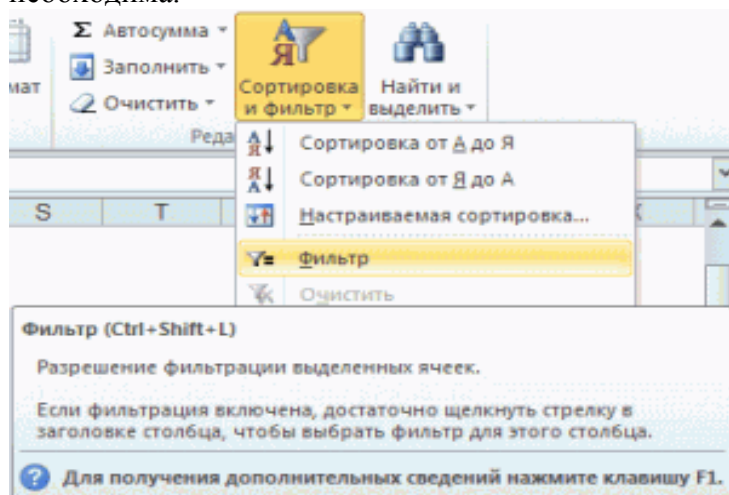 необходима.
Σ Автосумма
Заполнить
Очистить
мат
Сортировка
и фильтр
Найти и
выделить
Реда
Сортировка от А до Я
Сортировка от Я до А
Настраиваемая сортировка...
S T
Фильтр
Очистить
Фильтр (Ctrl+Shift+L)
Разрешение фильтрации выделенных ячеек.
Если фильтрация включена, достаточно щелкнуть стрелку в
заголовке столбца, чтобы выбрать фильтр для этого столбца.
Для получения дополнительных сведений нажмите клавишу F1.